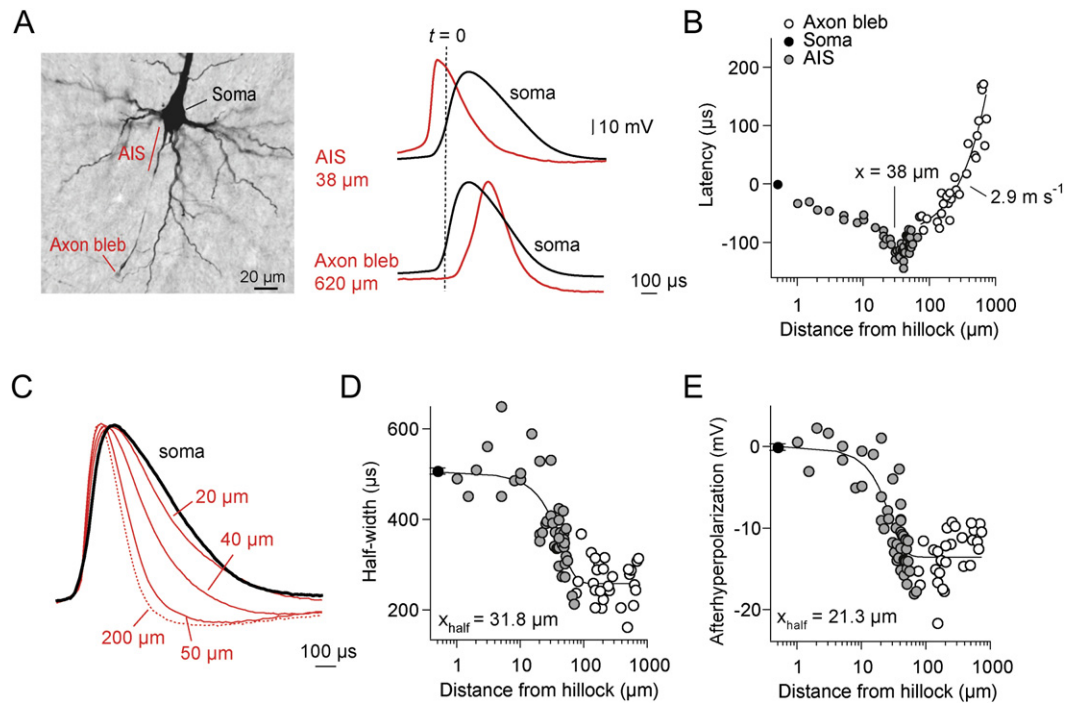 A
Soma
AIS
Axon bleb
20 µm
t = 0
soma
10 mV
AIS
38 µm
soma
Axon bleb
620 µm
100 µs
B
Axon bleb
Soma
AIS
200
100
0
-100
Latency (µs)
x = 38 µm
2.9 m s⁻¹
1
10
100
1000
Distance from hillock (µm)
C
soma
20 µm
40 µm
200 µm
50 µm
100 µs
D
600
400
200
Half-width (µs)
x_half = 31.8 µm
1
10
100
1000
Distance from hillock (µm)
E
0
-10
-20
Afterhyperpolarization (mV)
x_half = 21.3 µm
1
10
100
1000
Distance from hillock (µm)